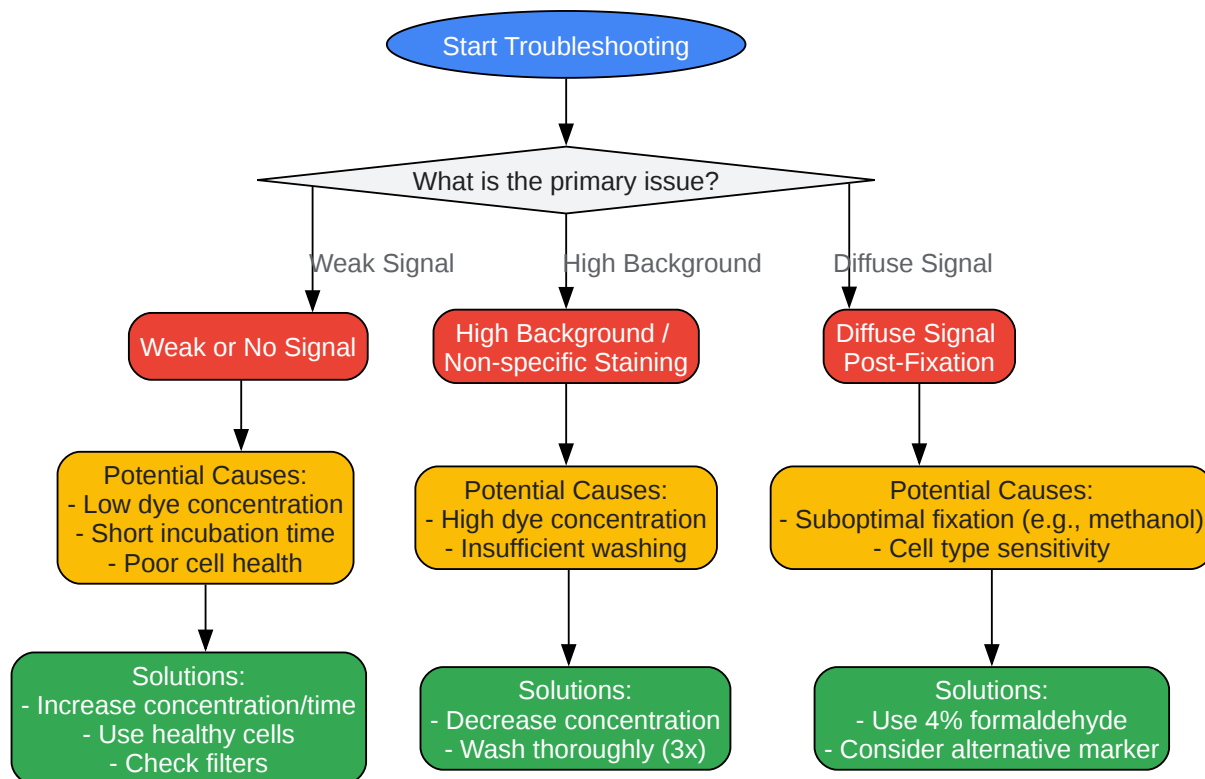 Start Troubleshooting
What is the primary issue?
Weak Signal
High Background
Diffuse Signal
Weak or No Signal
High Background /
Non-specific Staining
Diffuse Signal
Post-Fixation
Potential Causes:
- Low dye concentration
- Short incubation time
- Poor cell health
Potential Causes:
- High dye concentration
- Insufficient washing
Potential Causes:
- Suboptimal fixation (e.g., methanol)
- Cell type sensitivity
Solutions:
- Increase concentration/time
- Use healthy cells
- Check filters
Solutions:
- Decrease concentration
- Wash thoroughly (3x)
Solutions:
- Use 4% formaldehyde
- Consider alternative marker